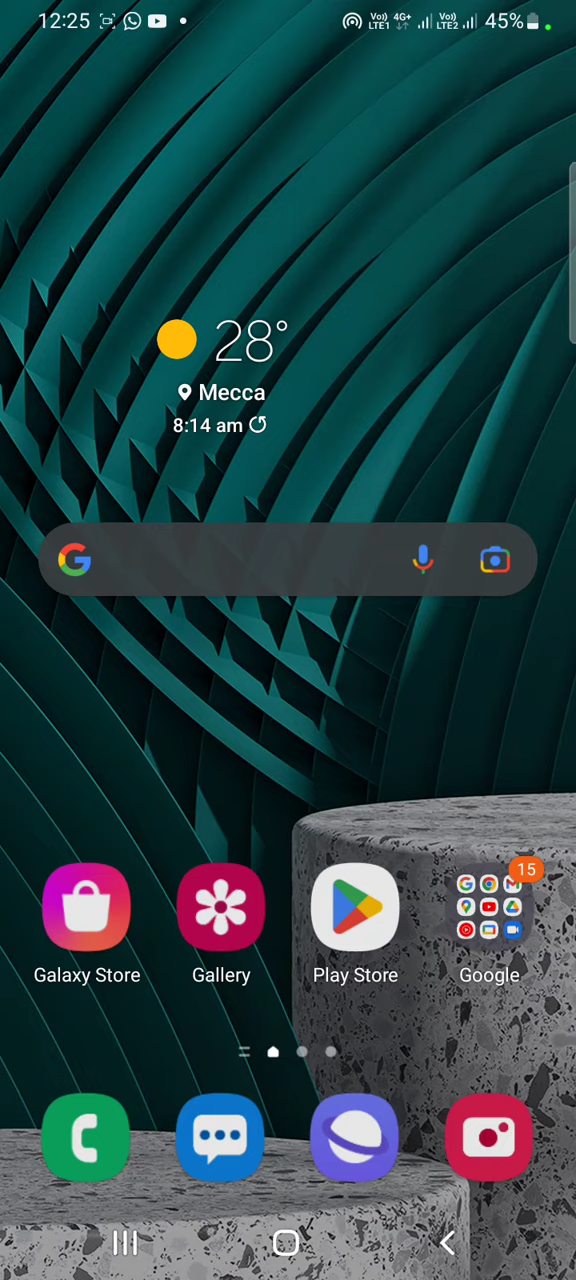 12:25 Vo) LTE1 4G+ Vo) LTE2 45%
28°
Mecca
8:14 am
15
Galaxy Store Gallery Play Store Google